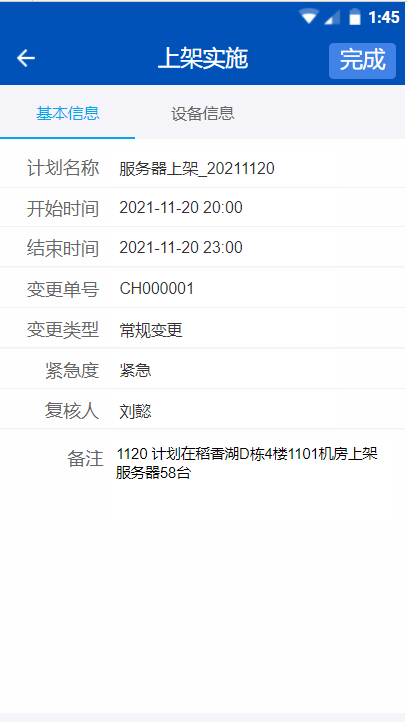 1:45
上架实施
完成
基本信息
设备信息
计划名称 服务器上架_20211120
开始时间 2021-11-20 20:00
结束时间 2021-11-20 23:00
变更单号 CH000001
变更类型 常规变更
紧急度 紧急
复核人 刘懿
备注 1120 计划在稻香湖D栋4楼1101机房上架
服务器58台